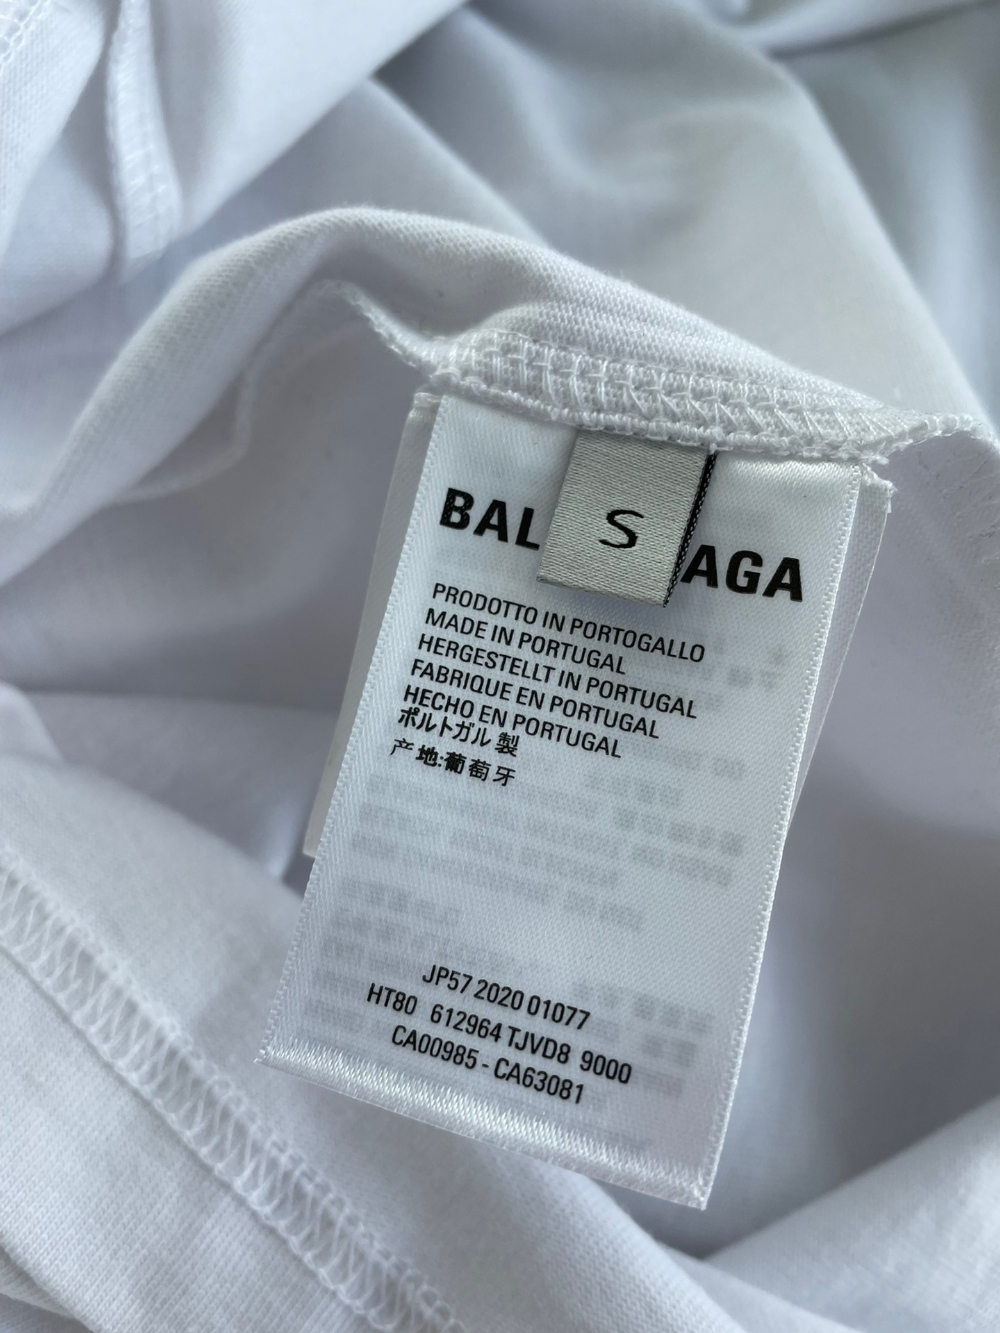 BAL AGA
S
PRODOTTO IN PORTOGALLO
MADE IN PORTUGAL
HERGESTELLT IN PORTUGAL
FABRIQUE EN PORTUGAL
HECHO EN PORTUGAL
ポルトガル 製
产 地:葡萄牙
JP57 2020 01077
HT80 612964 TJVD8 9000
CA00985 - CA63081